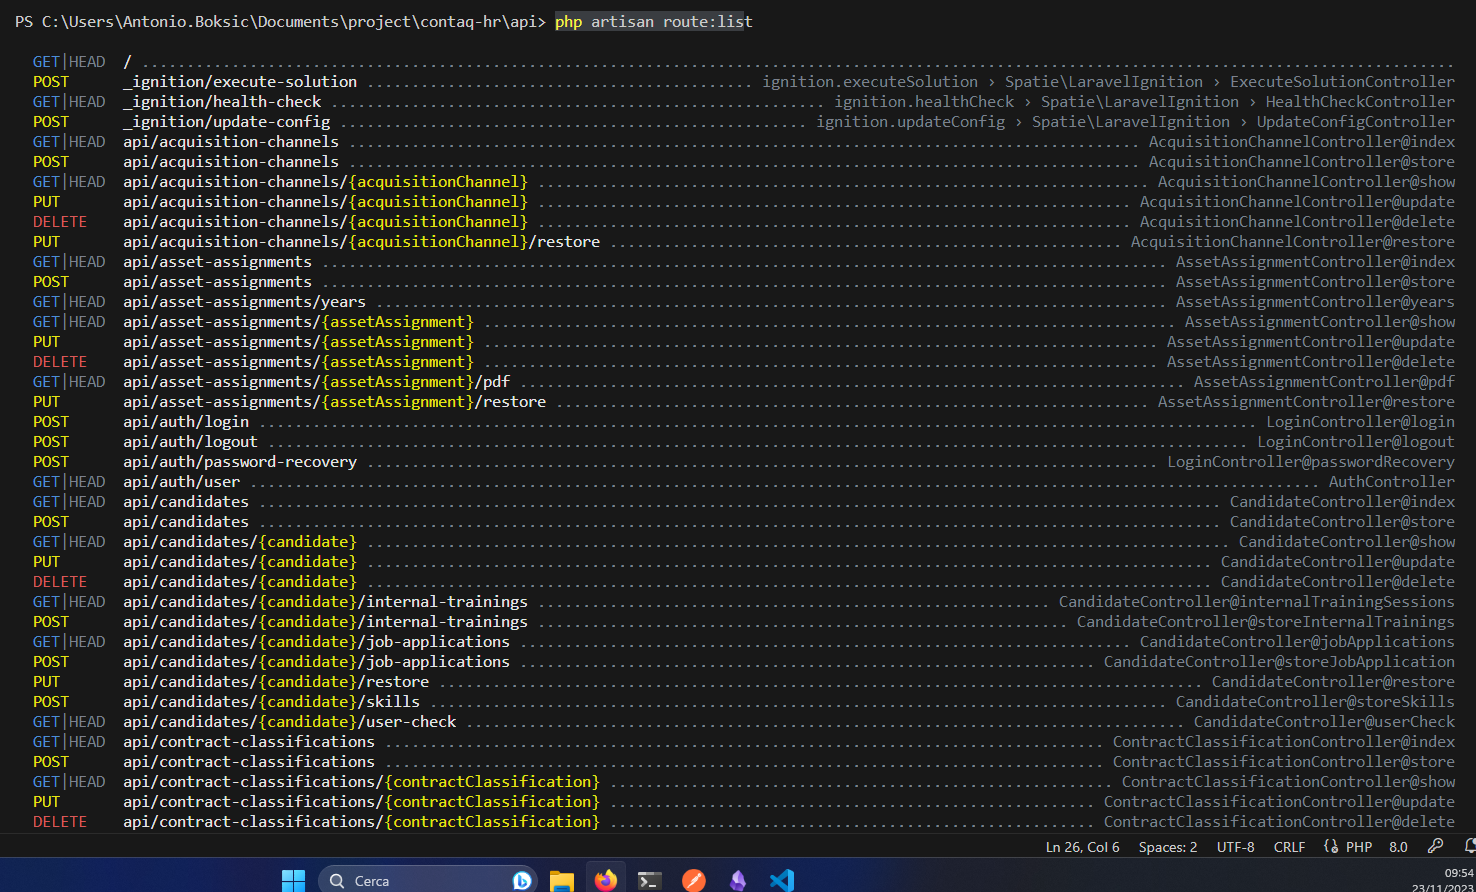 PS C:\Users\Antonio.Boksic\Documents\project\contaq-hr\api> php artisan route:list
GET|HEAD / ................................................................
POST _ignition/execute-solution ........................................... ignition.executeSolution › Spatie\LaravelIgnition › ExecuteSolutionController
GET|HEAD _ignition/health-check ....................................................... ignition.healthCheck › Spatie\LaravelIgnition › HealthCheckController
POST _ignition/update-config .................................................... ignition.updateConfig › Spatie\LaravelIgnition › UpdateConfigController
GET|HEAD api/acquisition-channels ................................................................ AcquisitionChannelController@index
POST api/acquisition-channels ................................................................ AcquisitionChannelController@store
GET|HEAD api/acquisition-channels/{acquisitionChannel} ................................................................ AcquisitionChannelController@show
PUT api/acquisition-channels/{acquisitionChannel} ................................................................ AcquisitionChannelController@update
DELETE api/acquisition-channels/{acquisitionChannel} ................................................................ AcquisitionChannelController@delete
PUT api/acquisition-channels/{acquisitionChannel}/restore ......................................................... AcquisitionChannelController@restore
GET|HEAD api/asset-assignments ................................................................ AssetAssignmentController@index
POST api/asset-assignments ................................................................ AssetAssignmentController@store
GET|HEAD api/asset-assignments/years ................................................................ AssetAssignmentController@years
GET|HEAD api/asset-assignments/{assetAssignment} ................................................................ AssetAssignmentController@show
PUT api/asset-assignments/{assetAssignment} ................................................................ AssetAssignmentController@update
DELETE api/asset-assignments/{assetAssignment} ................................................................ AssetAssignmentController@delete
GET|HEAD api/asset-assignments/{assetAssignment}/pdf ................................................................ AssetAssignmentController@pdf
PUT api/asset-assignments/{assetAssignment}/restore ................................................................ AssetAssignmentController@restore
POST api/auth/login ................................................................ LoginController@login
POST api/auth/logout ................................................................ LoginController@logout
POST api/auth/password-recovery ................................................................ LoginController@passwordRecovery
GET|HEAD api/auth/user ................................................................ AuthController
GET|HEAD api/candidates ................................................................ CandidateController@index
POST api/candidates ................................................................ CandidateController@store
GET|HEAD api/candidates/{candidate} ................................................................ CandidateController@show
PUT api/candidates/{candidate} ................................................................ CandidateController@update
DELETE api/candidates/{candidate} ................................................................ CandidateController@delete
GET|HEAD api/candidates/{candidate}/internal-trainings ......................................................... CandidateController@internalTrainingSessions
POST api/candidates/{candidate}/internal-trainings ........................................................... CandidateController@storeInternalTrainings
GET|HEAD api/candidates/{candidate}/job-applications ................................................................ CandidateController@jobApplications
POST api/candidates/{candidate}/job-applications ................................................................ CandidateController@storeJobApplication
PUT api/candidates/{candidate}/restore ................................................................ CandidateController@restore
POST api/candidates/{candidate}/skills ................................................................ CandidateController@storeSkills
GET|HEAD api/candidates/{candidate}/user-check ................................................................ CandidateController@userCheck
GET|HEAD api/contract-classifications ................................................................ ContractClassificationController@index
POST api/contract-classifications ................................................................ ContractClassificationController@store
GET|HEAD api/contract-classifications/{contractClassification} ........................................................ ContractClassificationController@show
PUT api/contract-classifications/{contractClassification} ...................................................... ContractClassificationController@update
DELETE api/contract-classifications/{contractClassification} ...................................................... ContractClassificationController@delete
Ln 26, Col 6 Spaces: 2 UTF-8 CRLF PHP 8.0
Cerca
09:54